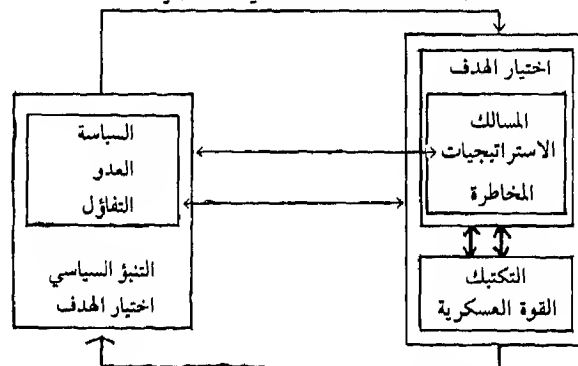 اختيار الهدف
المسالك
الاستراتيجيات
المخاطرة
التكتيك
القوة العسكرية
السياسة
العدو
التفاؤل
التنبؤ السياسي
اختيار الهدف